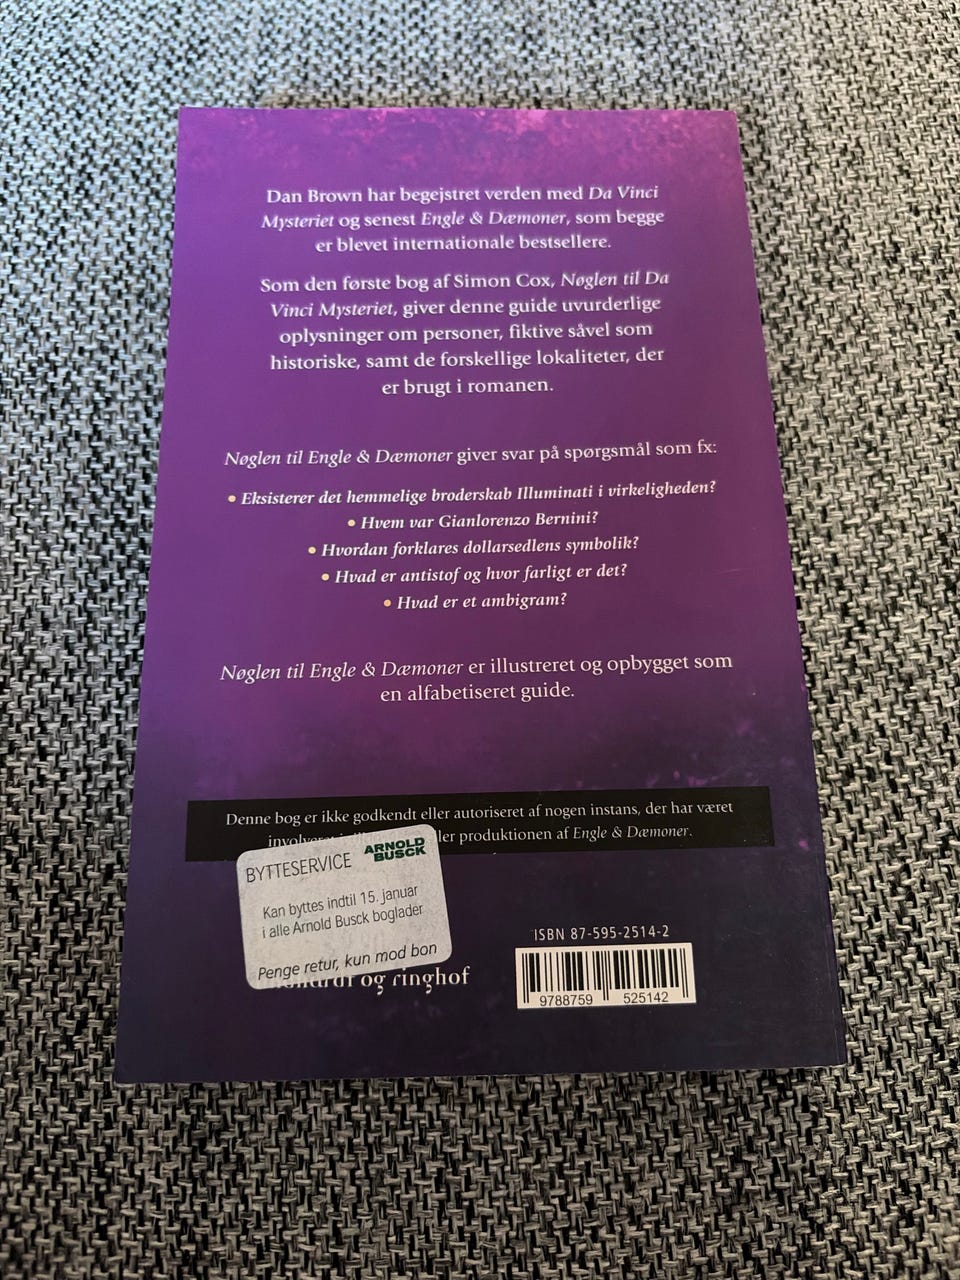 Dan Brown har begejstret verden med Da Vinci
Mysteriet og senest Engle & Dæmoner, som begge
er blevet internationale bestsellere.
Som den første bog af Simon Cox, Nøglen til Da
Vinci Mysteriet, giver denne guide uvurderlige
oplysninger om personer, fiktive såvel som
historiske, samt de forskellige lokaliteter, der
er brugt i romanen.
Nøglen til Engle & Dæmoner giver svar på spørgsmål som fx:
• Eksisterer det hemmelige broderskab Illuminati i virkeligheden?
• Hvem var Gianlorenzo Bernini?
• Hvordan forklares dollarsedlens symbolik?
• Hvad er antistof og hvor farligt er det?
• Hvad er et ambigram?
Nøglen til Engle & Dæmoner er illustreret og opbygget som
en alfabetiseret guide.
Denne bog er ikke godkendt eller autoriseret af nogen instans, der har været
produktionen af Engle & Dæmoner.
BYTTESERVICE ARNOLD
BUSCK
Kan byttes indtil 15. januar
i alle Arnold Busck boglader
Penge retur, kun mod bon
og ringhof
ISBN 87-595-2514-2
9788759 525142